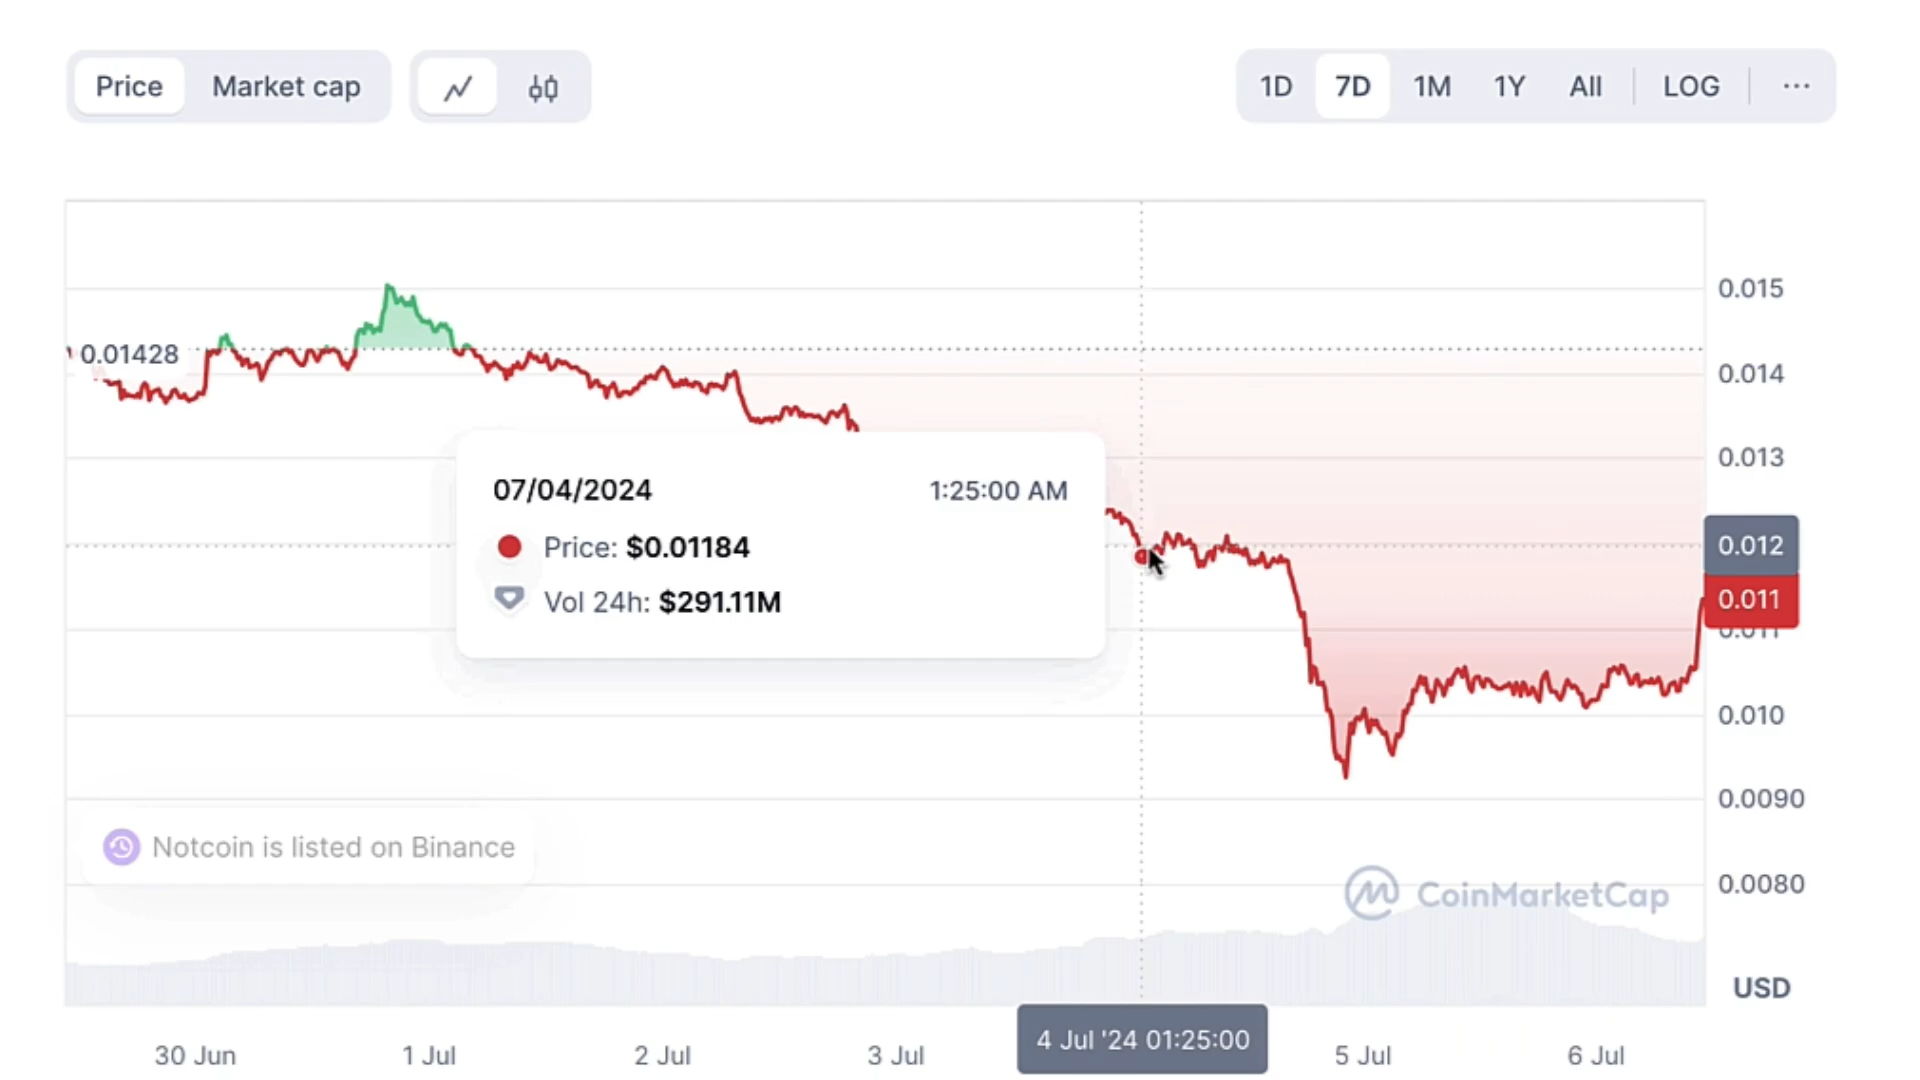 Price Market cap 1D 7D 1M 1Y All LOG ...
0.015
0.01428
0.014
0.013
07/04/2024 1:25:00 AM
Price: $0.01184
Vol 24h: $291.11M
0.012
0.011
0.011
0.010
0.0090
Notcoin is listed on Binance
0.0080
CoinMarketCap
USD
4 Jul '24 01:25:00
30 Jun 1 Jul 2 Jul 3 Jul 5 Jul 6 Jul